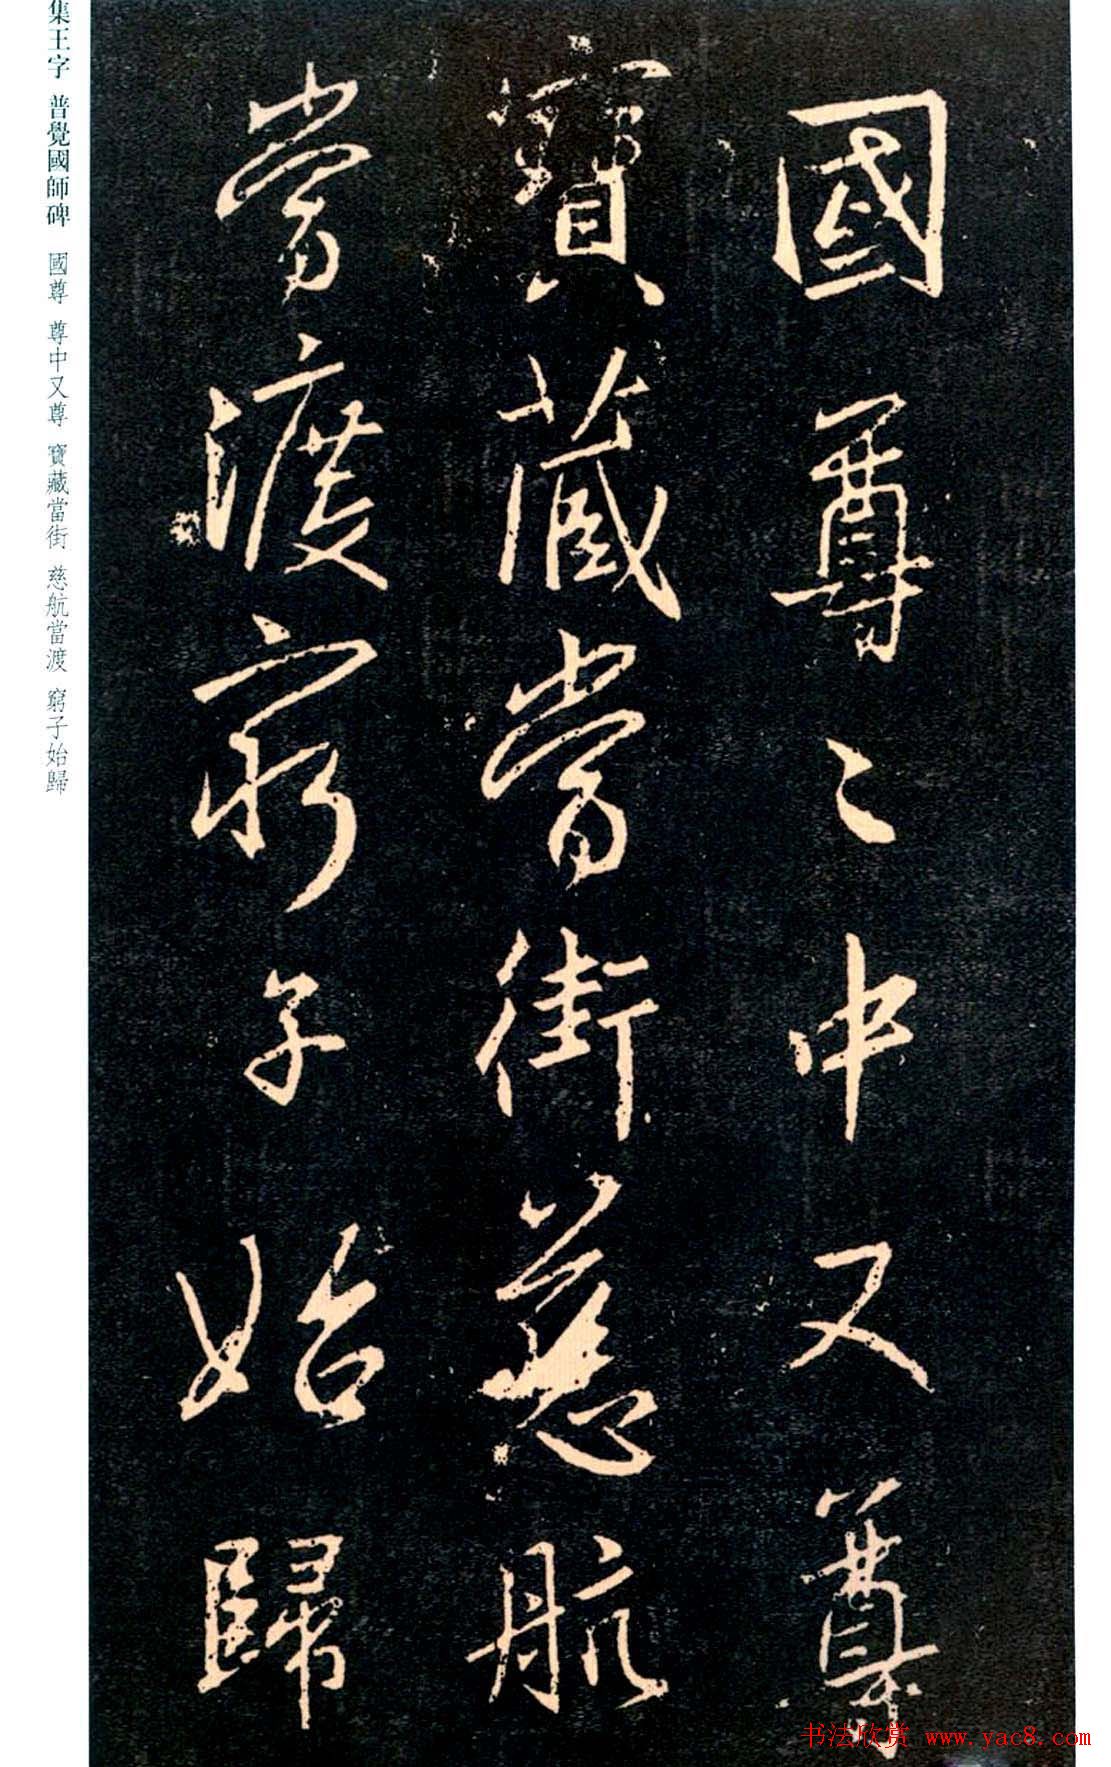 國尊〻中又尊
寶藏當街慈航
當渡窮子始歸
集王字 普覺國師碑 國尊 尊中又尊 寶藏當街 慈航當渡 窮子始歸
书法欣赏 www.yac8.com